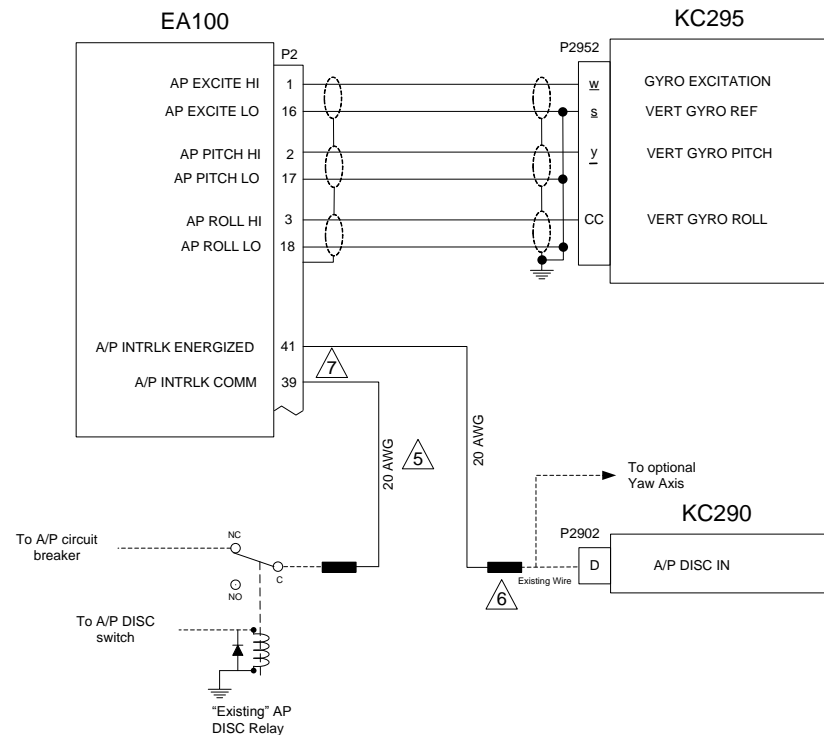 EA100
KC295
P2
P2952
AP EXCITE HI
1
w
GYRO EXCITATION
AP EXCITE LO
16
s
VERT GYRO REF
AP PITCH HI
2
y
VERT GYRO PITCH
AP PITCH LO
17
AP ROLL HI
3
CC
VERT GYRO ROLL
AP ROLL LO
18
A/P INTRLK ENERGIZED
41
7
A/P INTRLK COMM
39
20 AWG
5
20 AWG
To optional
Yaw Axis
KC290
P2902
To A/P circuit
breaker
NC
C
NO
D
A/P DISC IN
Existing Wire
6
To A/P DISC
switch
“Existing” AP
DISC Relay